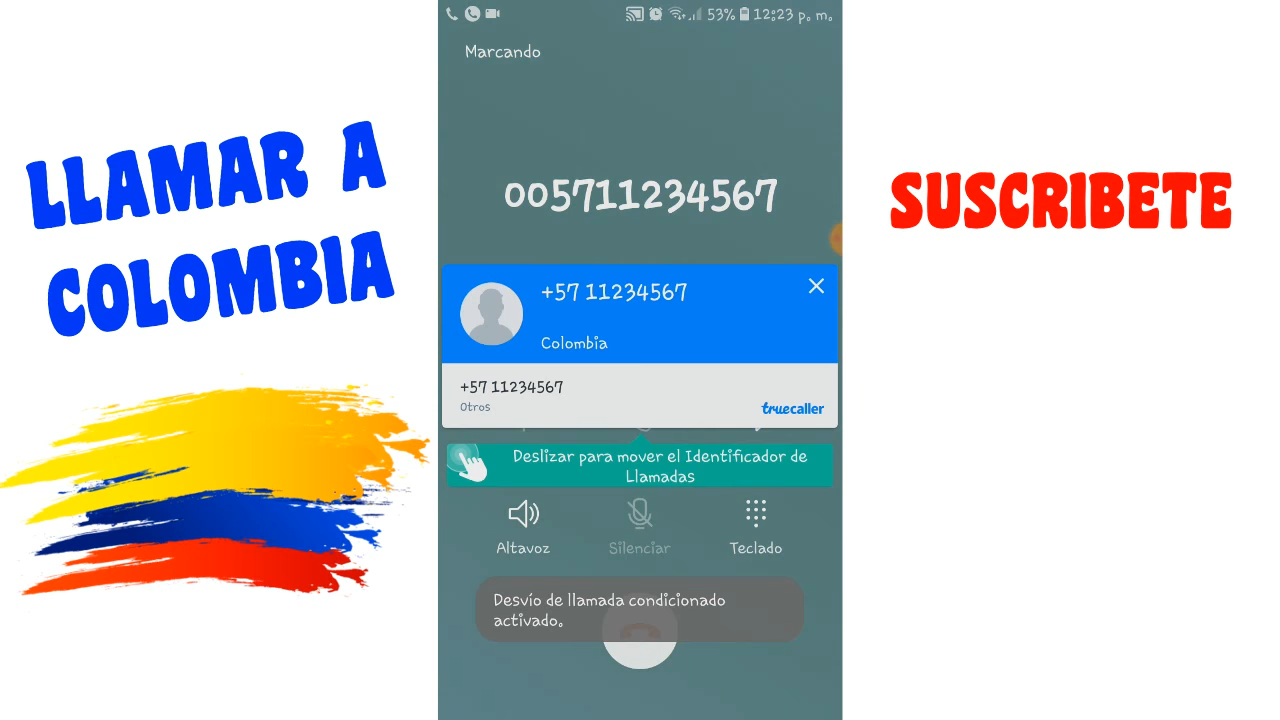 LLAMAR A
COLOMBIA
53% 12:23 p. m.
Marcando
005711234567
+57 11234567
Colombia
+57 11234567
Otros
truecaller
Deslizar para mover el Identificador de
Llamadas
Altavoz
Silenciar
Teclado
Desvío de llamada condicionado
activado.
SUSCRIBETE